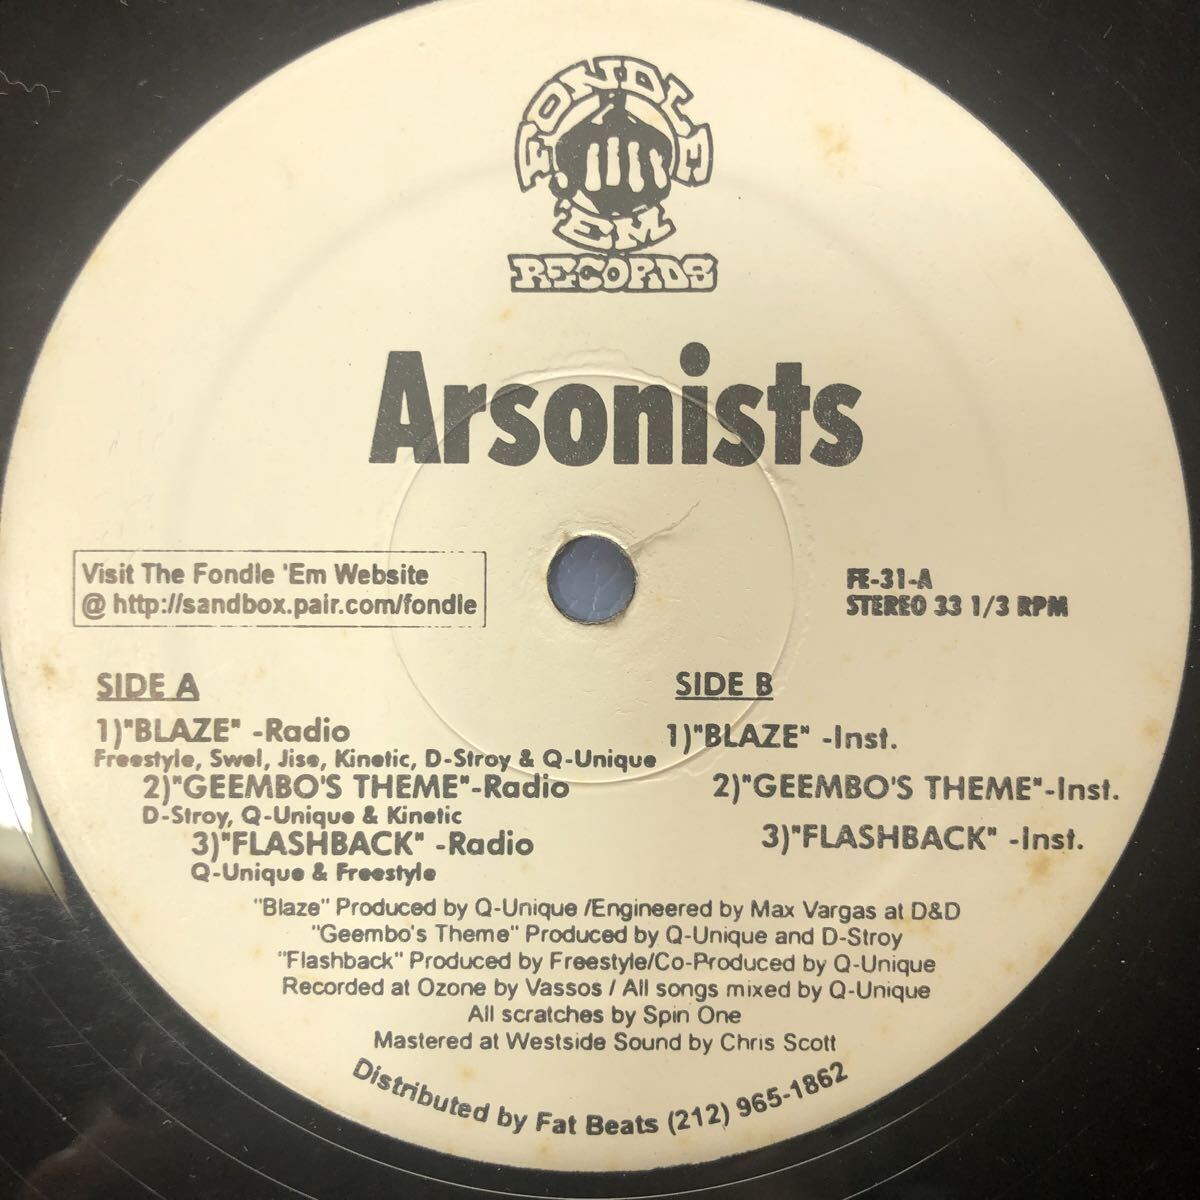 FONDLE
'EM
RECORDS
Arsonists
Visit The Fondle 'Em Website
@ http://sandbox.pair.com/fondle
FE-31-A
STEREO 33 1/3 RPM
SIDE A
1)"BLAZE" -Radio
Freestyle, Swel, Jise, Kinetic, D-Stroy & Q-Unique
2)"GEEMBO'S THEME"-Radio
D-Stroy, Q-Unique & Kinetic
3)"FLASHBACK" -Radio
Q-Unique & Freestyle
SIDE B
1)"BLAZE" -Inst.
2)"GEEMBO'S THEME"-Inst.
3)"FLASHBACK" -Inst.
"Blaze" Produced by Q-Unique /Engineered by Max Vargas at D&D
"Geembo's Theme" Produced by Q-Unique and D-Stroy
"Flashback" Produced by Freestyle/Co-Produced by Q-Unique
Recorded at Ozone by Vassos / All songs mixed by Q-Unique
All scratches by Spin One
Mastered at Westside Sound by Chris Scott
Distributed by Fat Beats (212) 965-1862